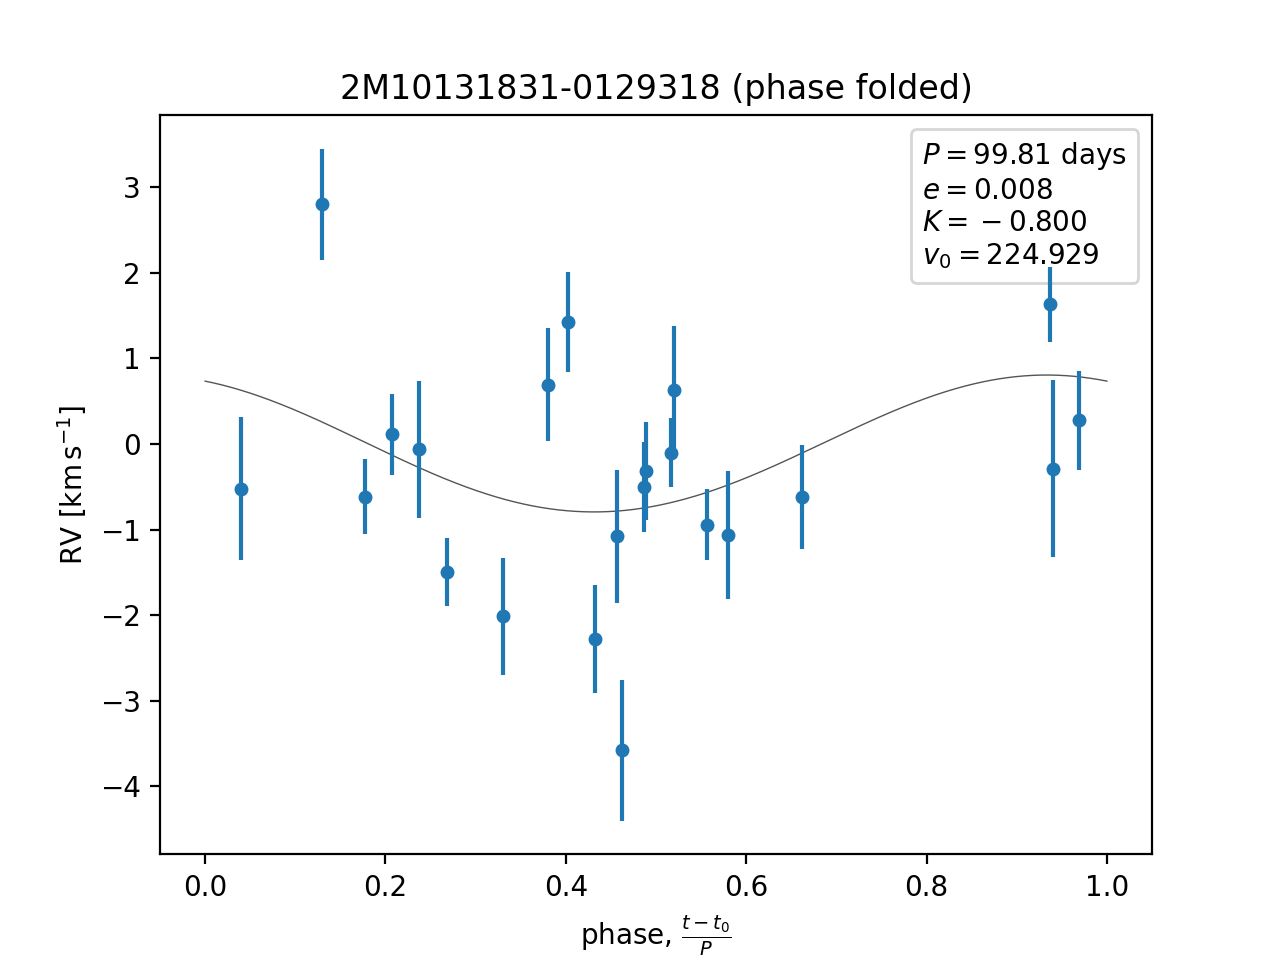 2M10131831-0129318 (phase folded)
P = 99.81 days
e = 0.008
K = −0.800
v₀ = 224.929
RV [km s⁻¹]
3
2
1
0
−1
−2
−3
−4
0.0 0.2 0.4 0.6 0.8 1.0
phase, (t − t₀)/P